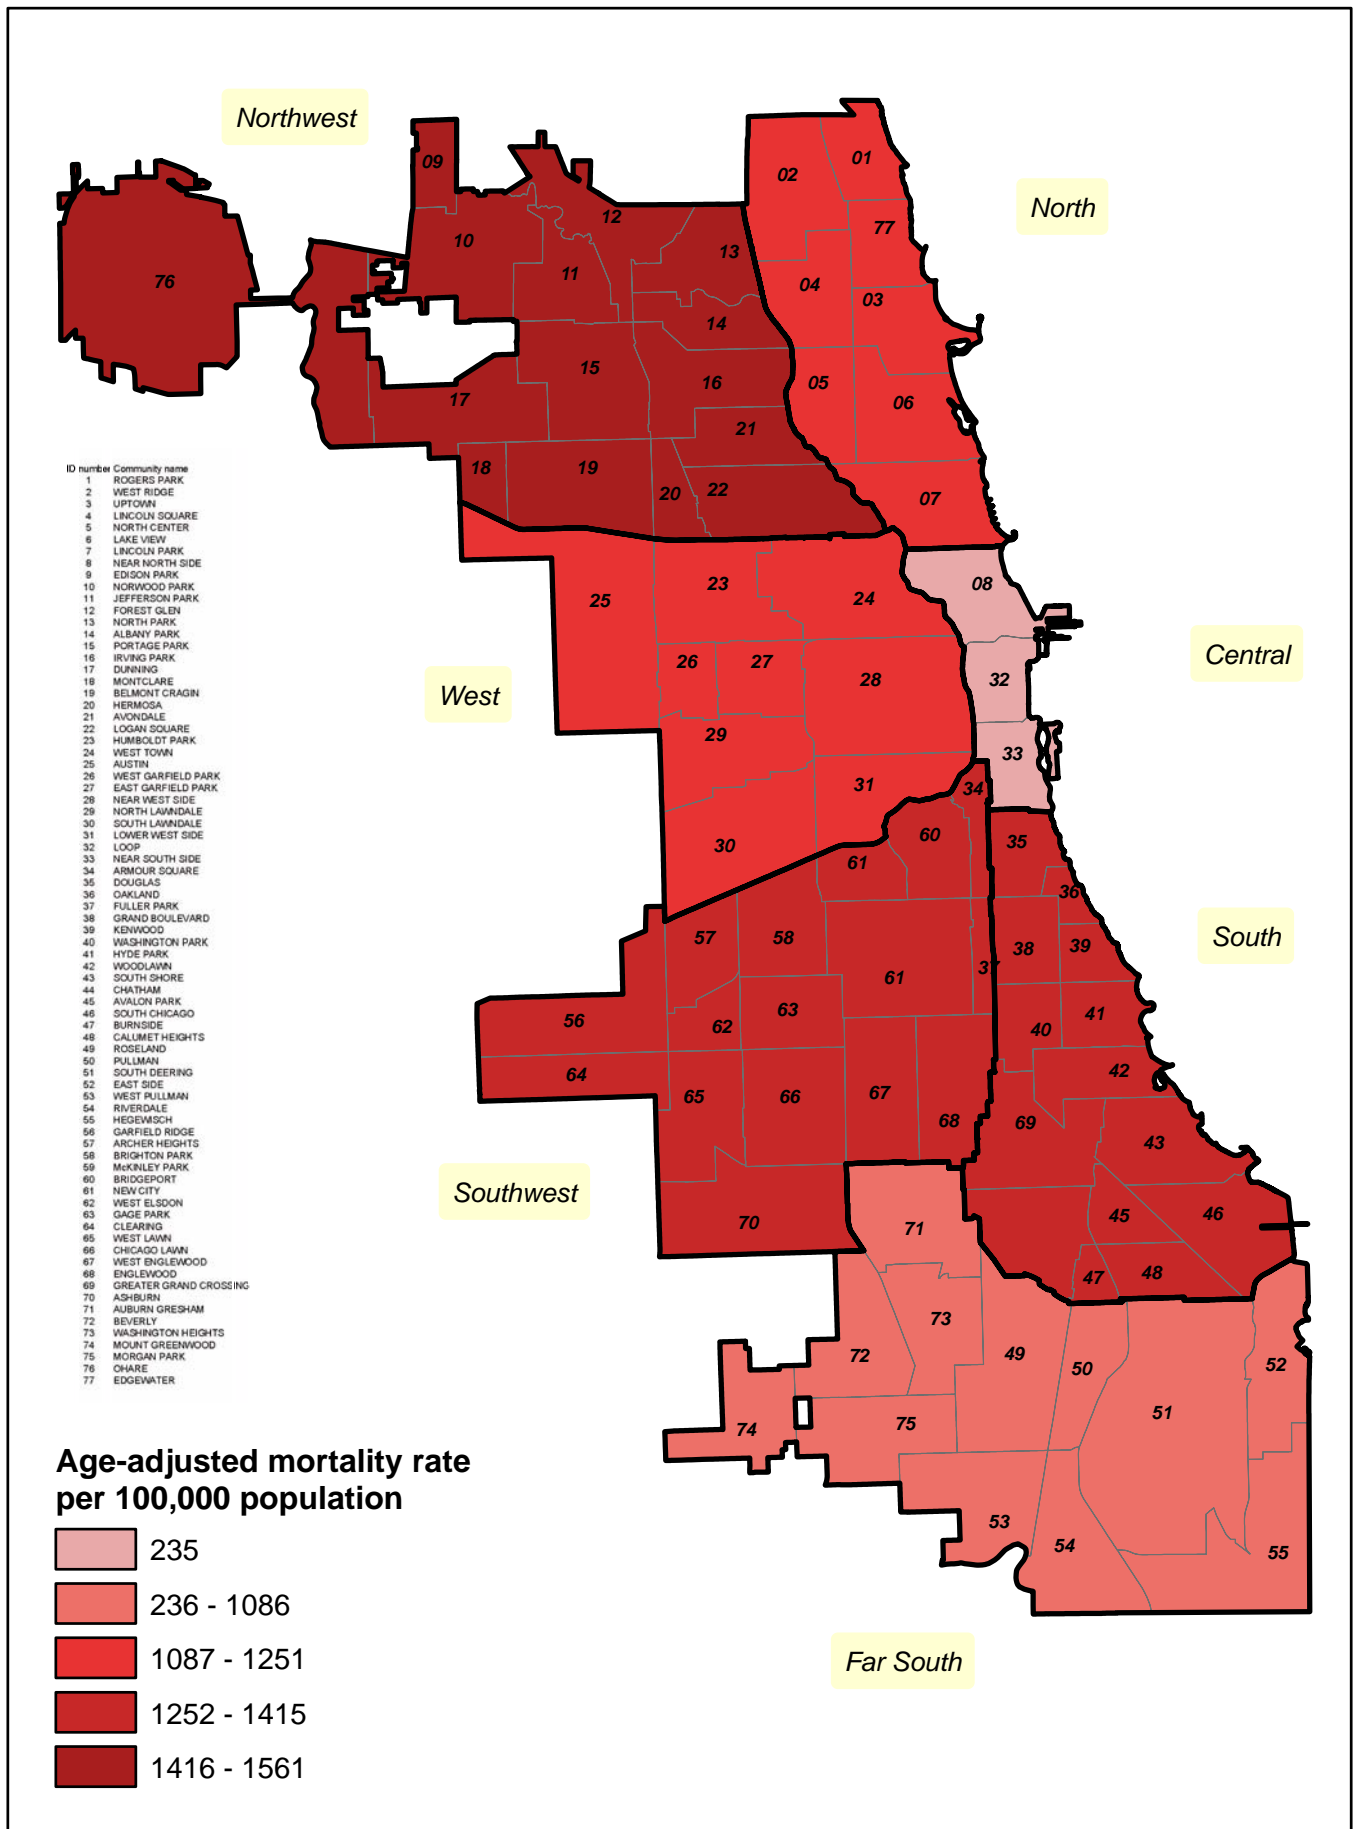 Northwest
North
Central
West
South
Southwest
Far South
09
01
02
12
77
10
13
11
76
04
03
14
15
16
05
06
17
21
18
19
20
22
07
08
23
24
25
26
27
28
32
29
33
31
34
60
35
30
61
36
57
58
38
39
37
61
63
41
56
62
40
64
42
65
66
67
68
69
43
70
71
45
46
47
48
73
72
49
50
52
51
74
75
53
54
55
ID number Community name
1 ROGERS PARK
2 WEST RIDGE
3 UPTOWN
4 LINCOLN SQUARE
5 NORTH CENTER
6 LAKE VIEW
7 LINCOLN PARK
8 NEAR NORTH SIDE
9 EDISON PARK
10 NORWOOD PARK
11 JEFFERSON PARK
12 FOREST GLEN
13 NORTH PARK
14 ALBANY PARK
15 PORTAGE PARK
16 IRVING PARK
17 DUNNING
18 MONTCLARE
19 BELMONT CRAGIN
20 HERMOSA
21 AVONDALE
22 LOGAN SQUARE
23 HUMBOLDT PARK
24 WEST TOWN
25 AUSTIN
26 WEST GARFIELD PARK
27 EAST GARFIELD PARK
28 NEAR WEST SIDE
29 NORTH LAWNDALE
30 SOUTH LAWNDALE
31 LOWER WEST SIDE
32 LOOP
33 NEAR SOUTH SIDE
34 ARMOUR SQUARE
35 DOUGLAS
36 OAKLAND
37 FULLER PARK
38 GRAND BOULEVARD
39 KENWOOD
40 WASHINGTON PARK
41 HYDE PARK
42 WOODLAWN
43 SOUTH SHORE
44 CHATHAM
45 AVALON PARK
46 SOUTH CHICAGO
47 BURNSIDE
48 CALUMET HEIGHTS
49 ROSELAND
50 PULLMAN
51 SOUTH DEERING
52 EAST SIDE
53 WEST PULLMAN
54 RIVERDALE
55 HEGEWISCH
56 GARFIELD RIDGE
57 ARCHER HEIGHTS
58 BRIGHTON PARK
59 McKINLEY PARK
60 BRIDGEPORT
61 NEW CITY
62 WEST ELSDON
63 GAGE PARK
64 CLEARING
65 WEST LAWN
66 CHICAGO LAWN
67 WEST ENGLEWOOD
68 ENGLEWOOD
69 GREATER GRAND CROSSING
70 ASHBURN
71 AUBURN GRESHAM
72 BEVERLY
73 WASHINGTON HEIGHTS
74 MOUNT GREENWOOD
75 MORGAN PARK
76 OHARE
77 EDGEWATER
Age-adjusted mortality rate
per 100,000 population
235
236 - 1086
1087 - 1251
1252 - 1415
1416 - 1561